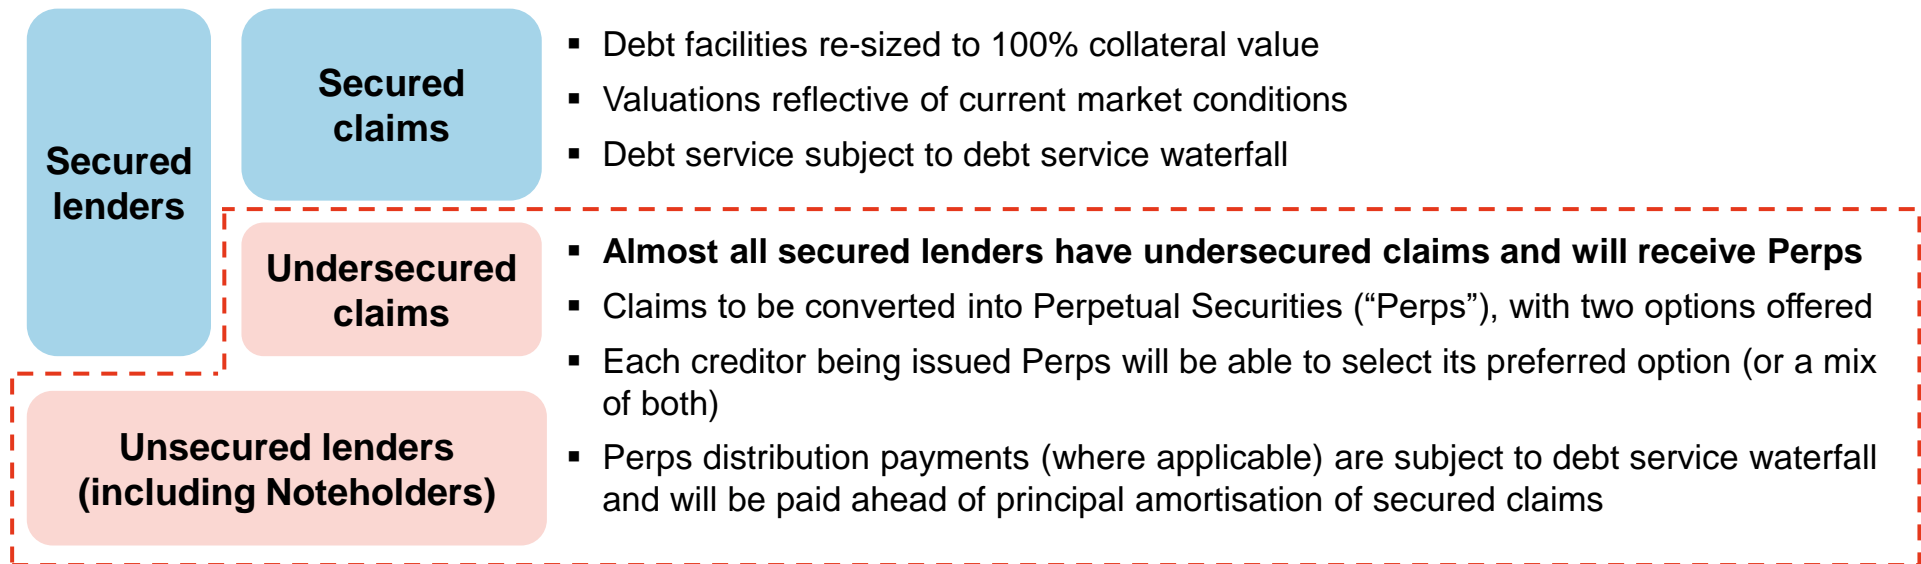 Secured
lenders
Secured
claims
▪ Debt facilities re-sized to 100% collateral value
▪ Valuations reflective of current market conditions
▪ Debt service subject to debt service waterfall
Undersecured
claims
Unsecured lenders
(including Noteholders)
▪ Almost all secured lenders have undersecured claims and will receive Perps
▪ Claims to be converted into Perpetual Securities (“Perps”), with two options offered
▪ Each creditor being issued Perps will be able to select its preferred option (or a mix
of both)
▪ Perps distribution payments (where applicable) are subject to debt service waterfall
and will be paid ahead of principal amortisation of secured claims